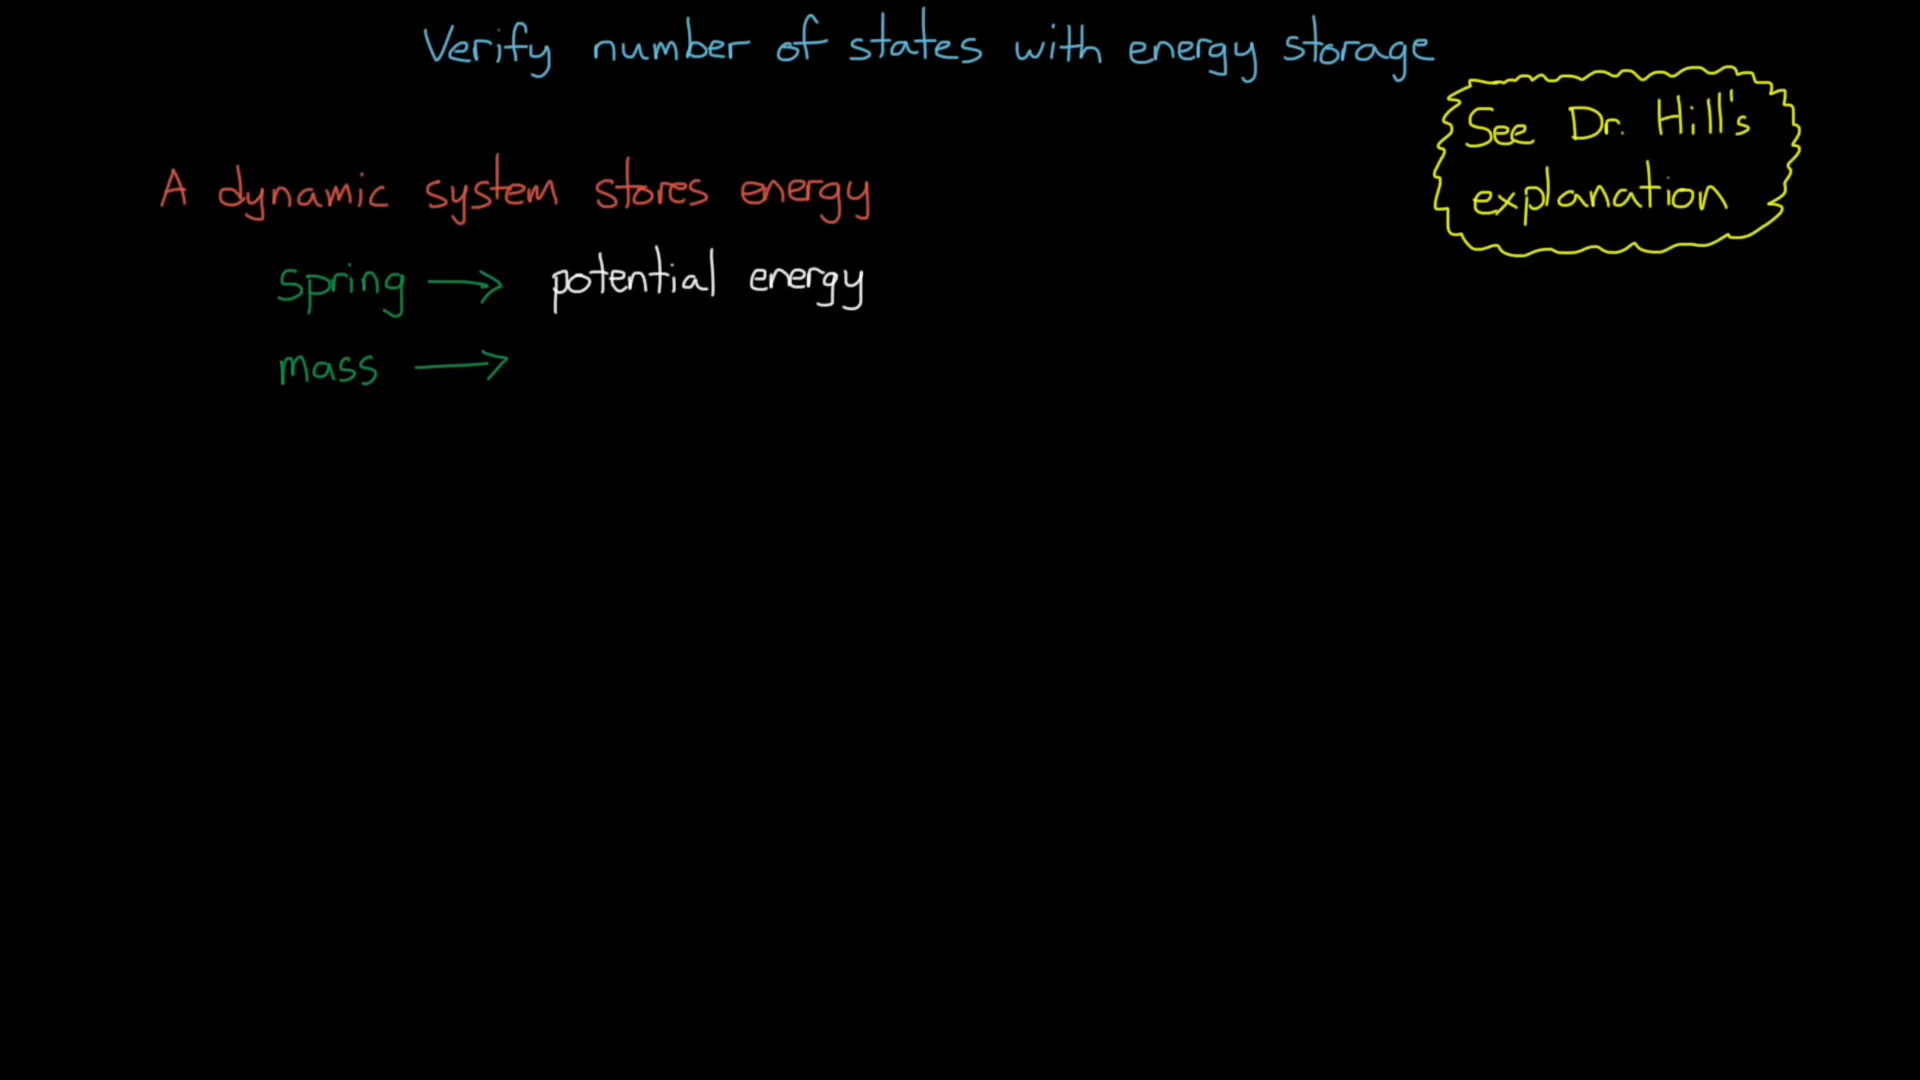 Verify number of states with energy storage
See Dr. Hill's
explanation
A dynamic system stores energy
spring → potential energy
mass →